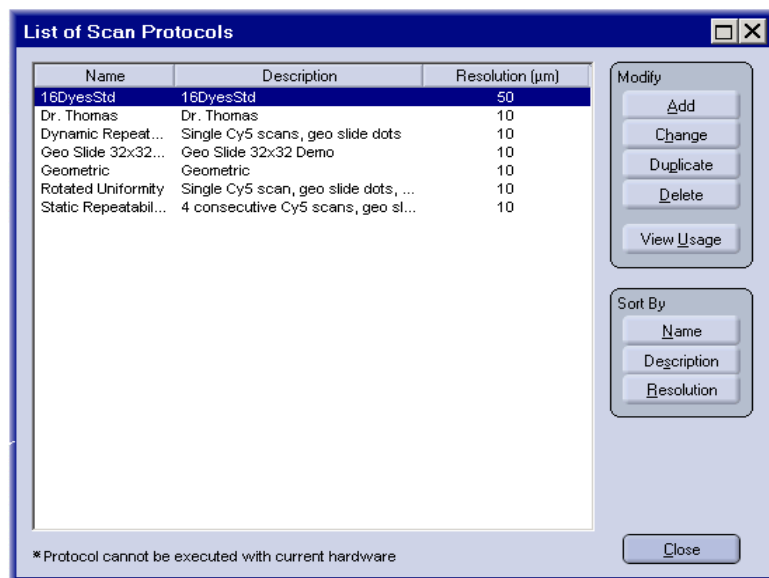 List of Scan Protocols
Name Description Resolution (µm)
16DyesStd 16DyesStd 50
Dr. Thomas Dr. Thomas 10
Dynamic Repeat... Single Cy5 scans, geo slide dots 10
Geo Slide 32x32... Geo Slide 32x32 Demo 10
Geometric Geometric 10
Rotated Uniformity Single Cy5 scan, geo slide dots, ... 10
Static Repeatabil... 4 consecutive Cy5 scans, geo sl... 10
Modify
Add
Change
Duplicate
Delete
View Usage
Sort By
Name
Description
Resolution
*Protocol cannot be executed with current hardware
Close